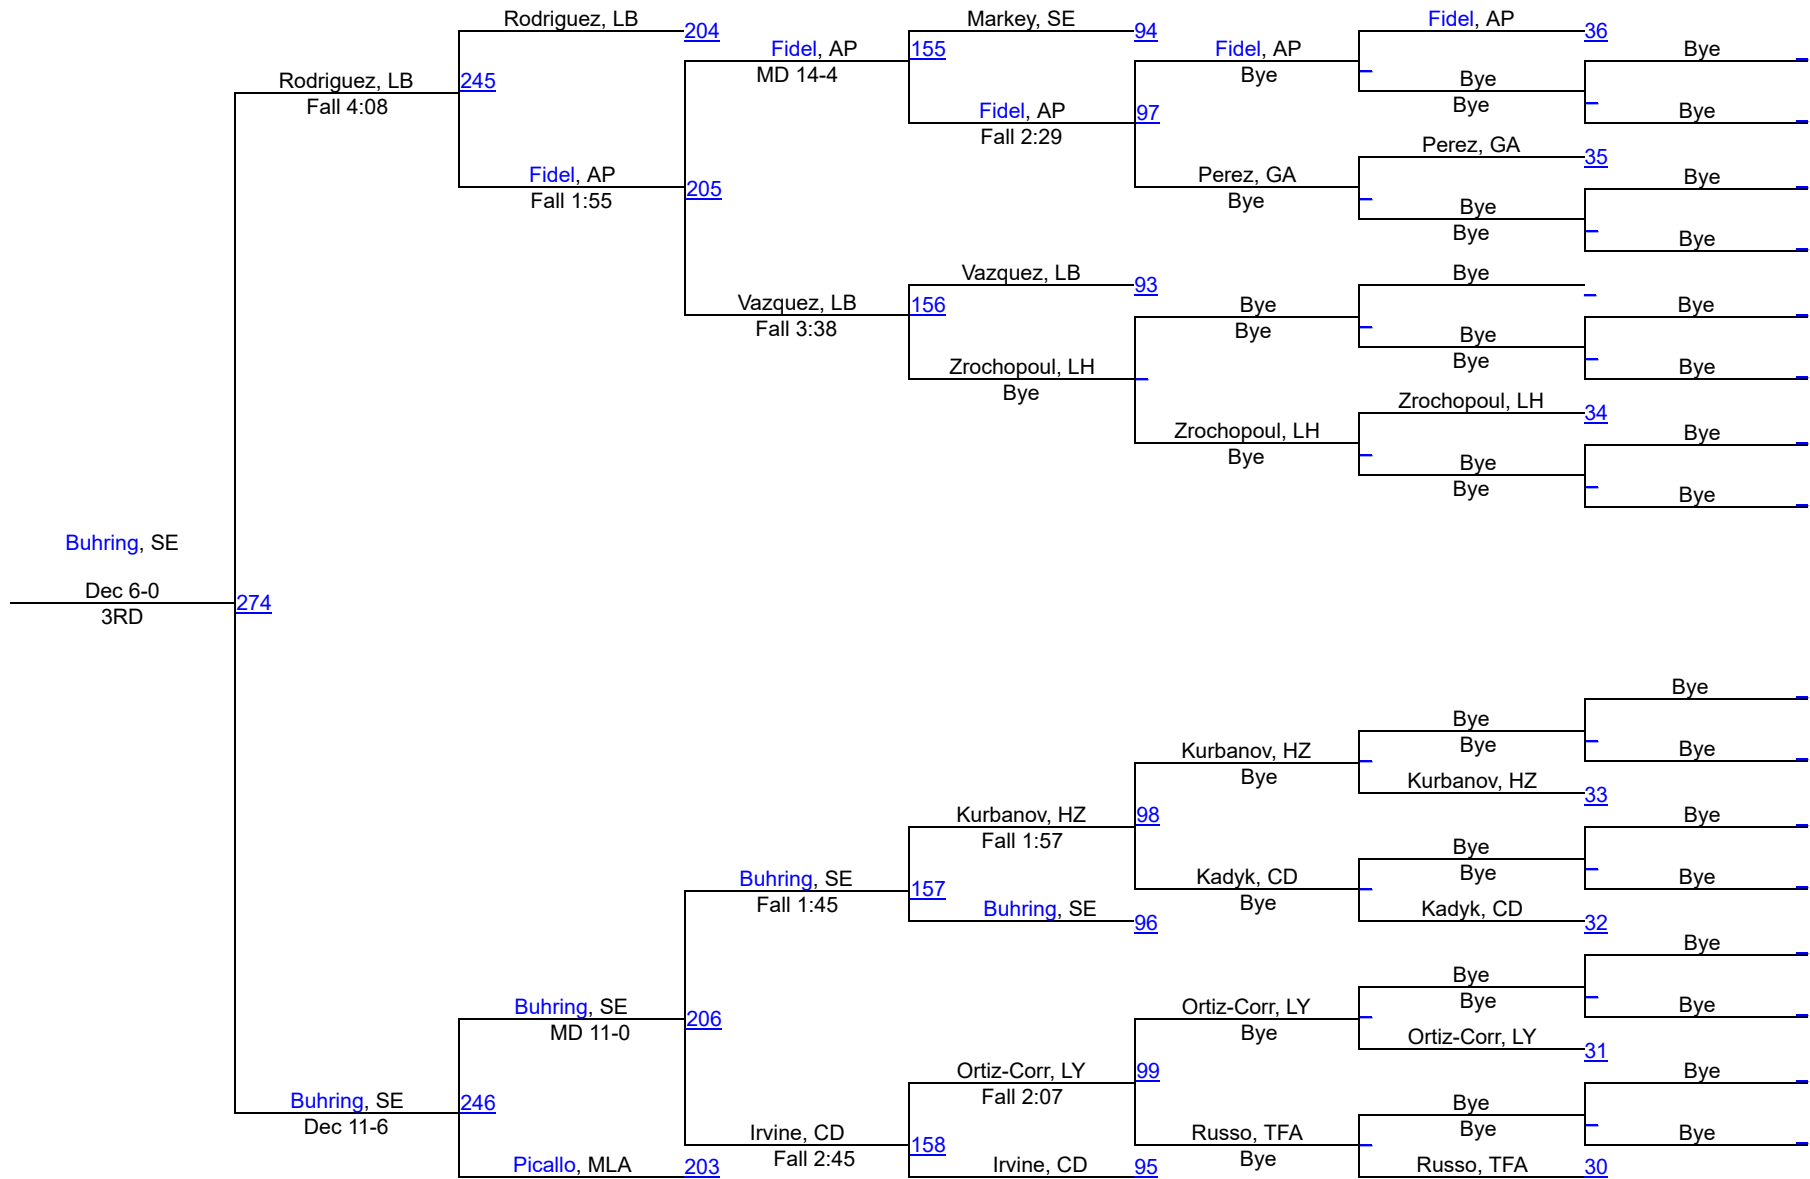 Rodriguez, LB
204
Markey, SE
94
Fidel, AP
36
Fidel, AP
155
Fidel, AP
Bye
MD 14-4
Bye
Rodriguez, LB
245
Bye
Fall 4:08
Fidel, AP
97
Bye
Bye
Fall 2:29
Perez, GA
35
Fidel, AP
205
Perez, GA
Bye
Fall 1:55
Bye
Bye
Bye
Bye
Vazquez, LB
93
Bye
Vazquez, LB
156
Bye
Bye
Fall 3:38
Bye
Bye
Zrochopoul, LH
Bye
Bye
Bye
Zrochopoul, LH
34
Zrochopoul, LH
Bye
Bye
Bye
Bye
Bye
Buhring, SE
Dec 6-0
274
3RD
Bye
Bye
Kurbanov, HZ
Bye
Bye
Bye
Kurbanov, HZ
33
Kurbanov, HZ
98
Bye
Fall 1:57
Bye
Buhring, SE
157
Kadyk, CD
Bye
Bye
Fall 1:45
Bye
Buhring, SE
96
Kadyk, CD
32
Bye
Bye
Buhring, SE
206
Ortiz-Corr, LY
Bye
Bye
MD 11-0
Bye
Ortiz-Corr, LY
31
Ortiz-Corr, LY
99
Bye
Fall 2:07
Buhring, SE
246
Bye
Dec 11-6
Irvine, CD
158
Russo, TFA
Bye
Bye
Fall 2:45
Bye
Picallo, MLA
203
Irvine, CD
95
Russo, TFA
30